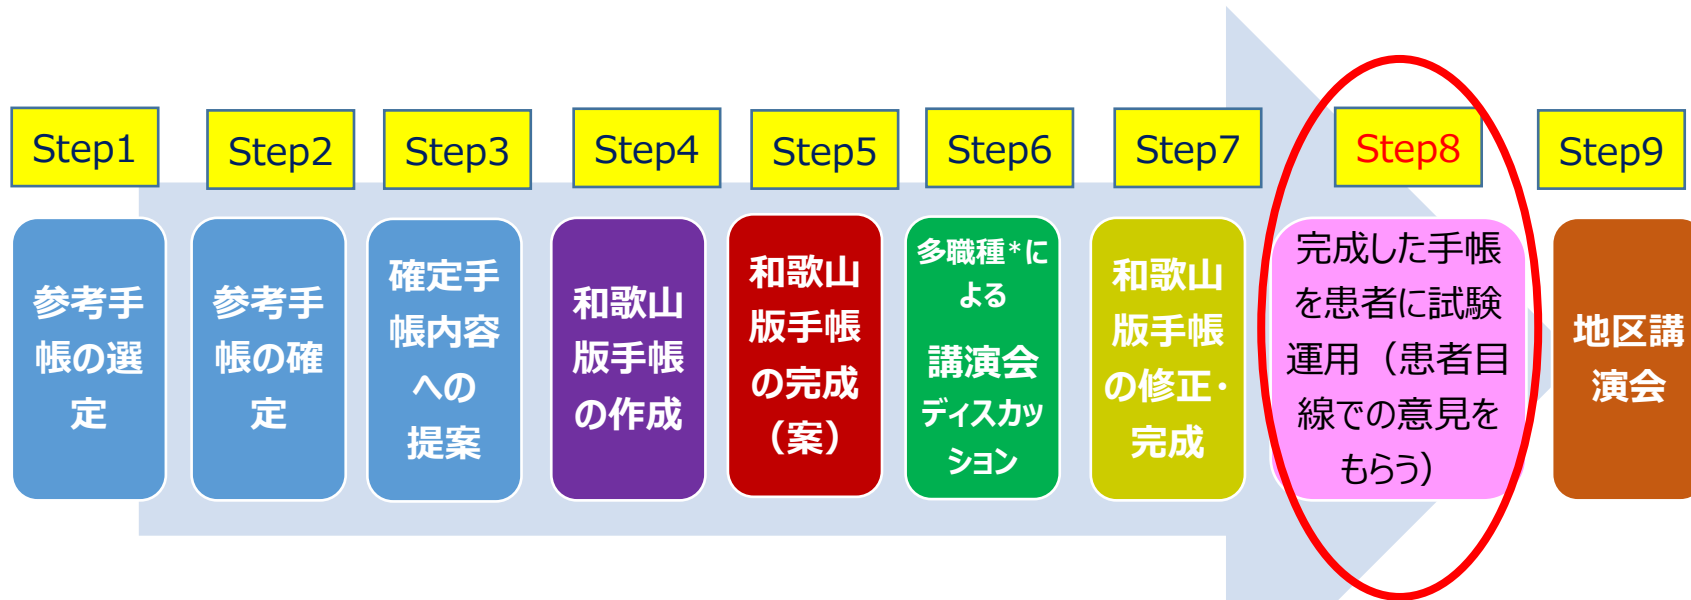 Step1
Step2
Step3
Step4
Step5
Step6
Step7
Step8
Step9
参考手
帳の選
定
参考手
帳の確
定
確定手
帳内容
への
提案
和歌山
版手帳
の作成
和歌山
版手帳
の完成
（案）
多職種*に
よる
講演会
ディスカッ
ション
和歌山
版手帳
の修正・
完成
完成した手帳
を患者に試験
運用（患者目
線での意見を
もらう）
地区講
演会